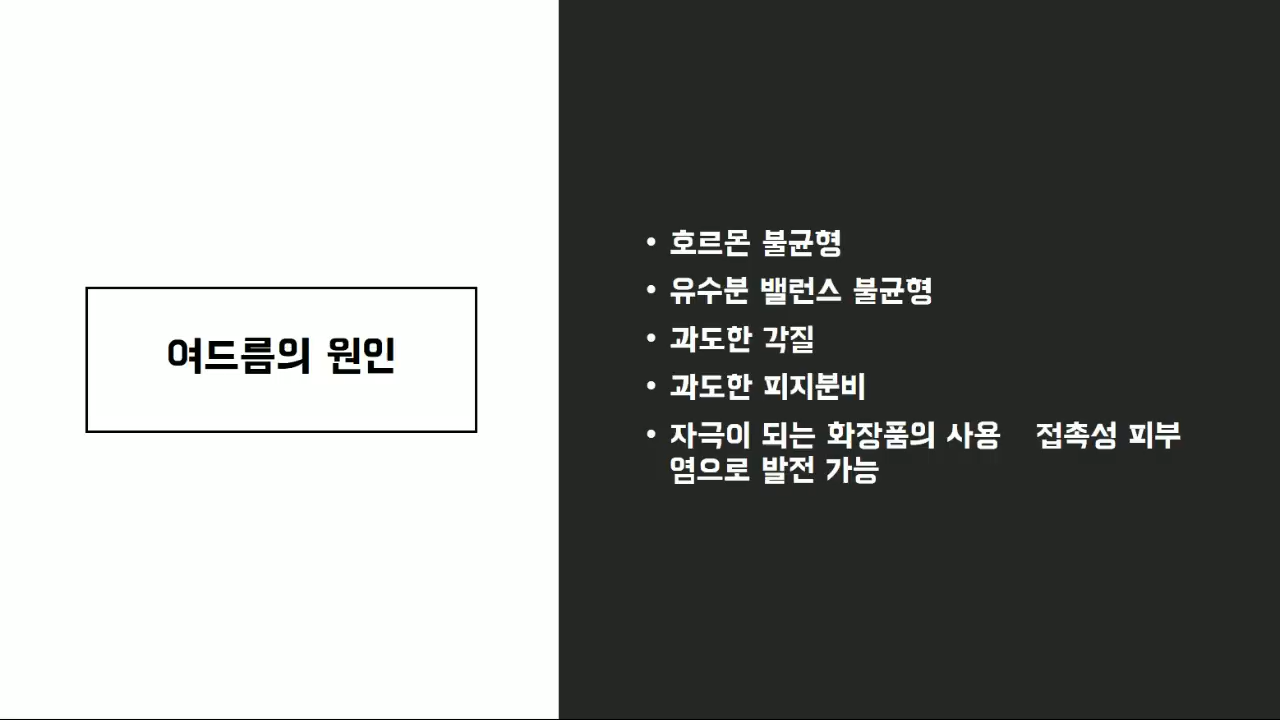 여드름의 원인
• 호르몬 불균형
• 유수분 밸런스 불균형
• 과도한 각질
• 과도한 피지분비
• 자극이 되는 화장품의 사용 접촉성 피부
염으로 발전 가능